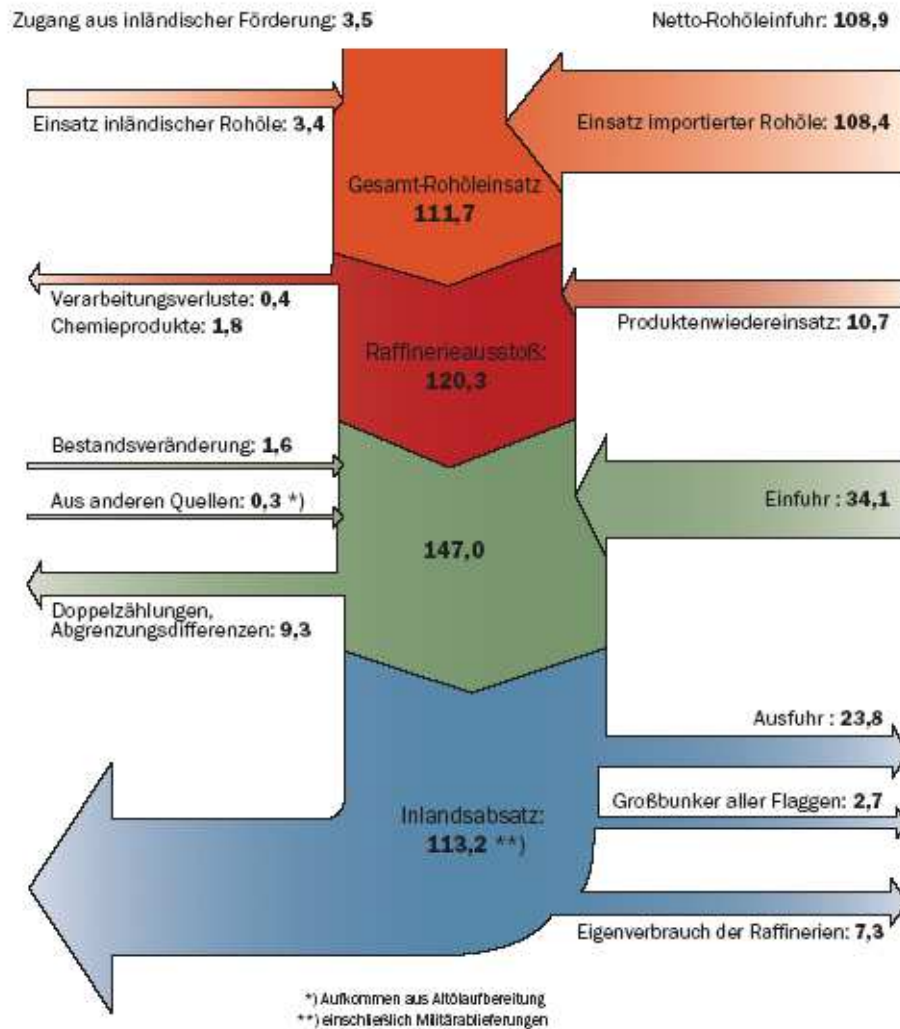 Zugang aus inländischer Förderung: 3,5
Netto-Rohöleinfuhr: 108,9
Einsatz inländischer Rohöle: 3,4
Einsatz importierter Rohöle: 108,4
Gesamt-Rohöleinsatz
111,7
Verarbeitungsverluste: 0,4
Chemieprodukte: 1,8
Produktenwiedereinsatz: 10,7
Raffinerieausstoß:
120,3
Bestandsveränderung: 1,6
Aus anderen Quellen: 0,3 *)
Einfuhr : 34,1
147,0
Doppelzählungen,
Abgrenzungsdifferenzen: 9,3
Ausfuhr : 23,8
Großbunker aller Flaggen: 2,7
Inlandsabsatz:
113,2 **)
Eigenverbrauch der Raffinerien: 7,3
*) Aufkommen aus Altölaufbereitung
**) einschließlich Militärablieferungen